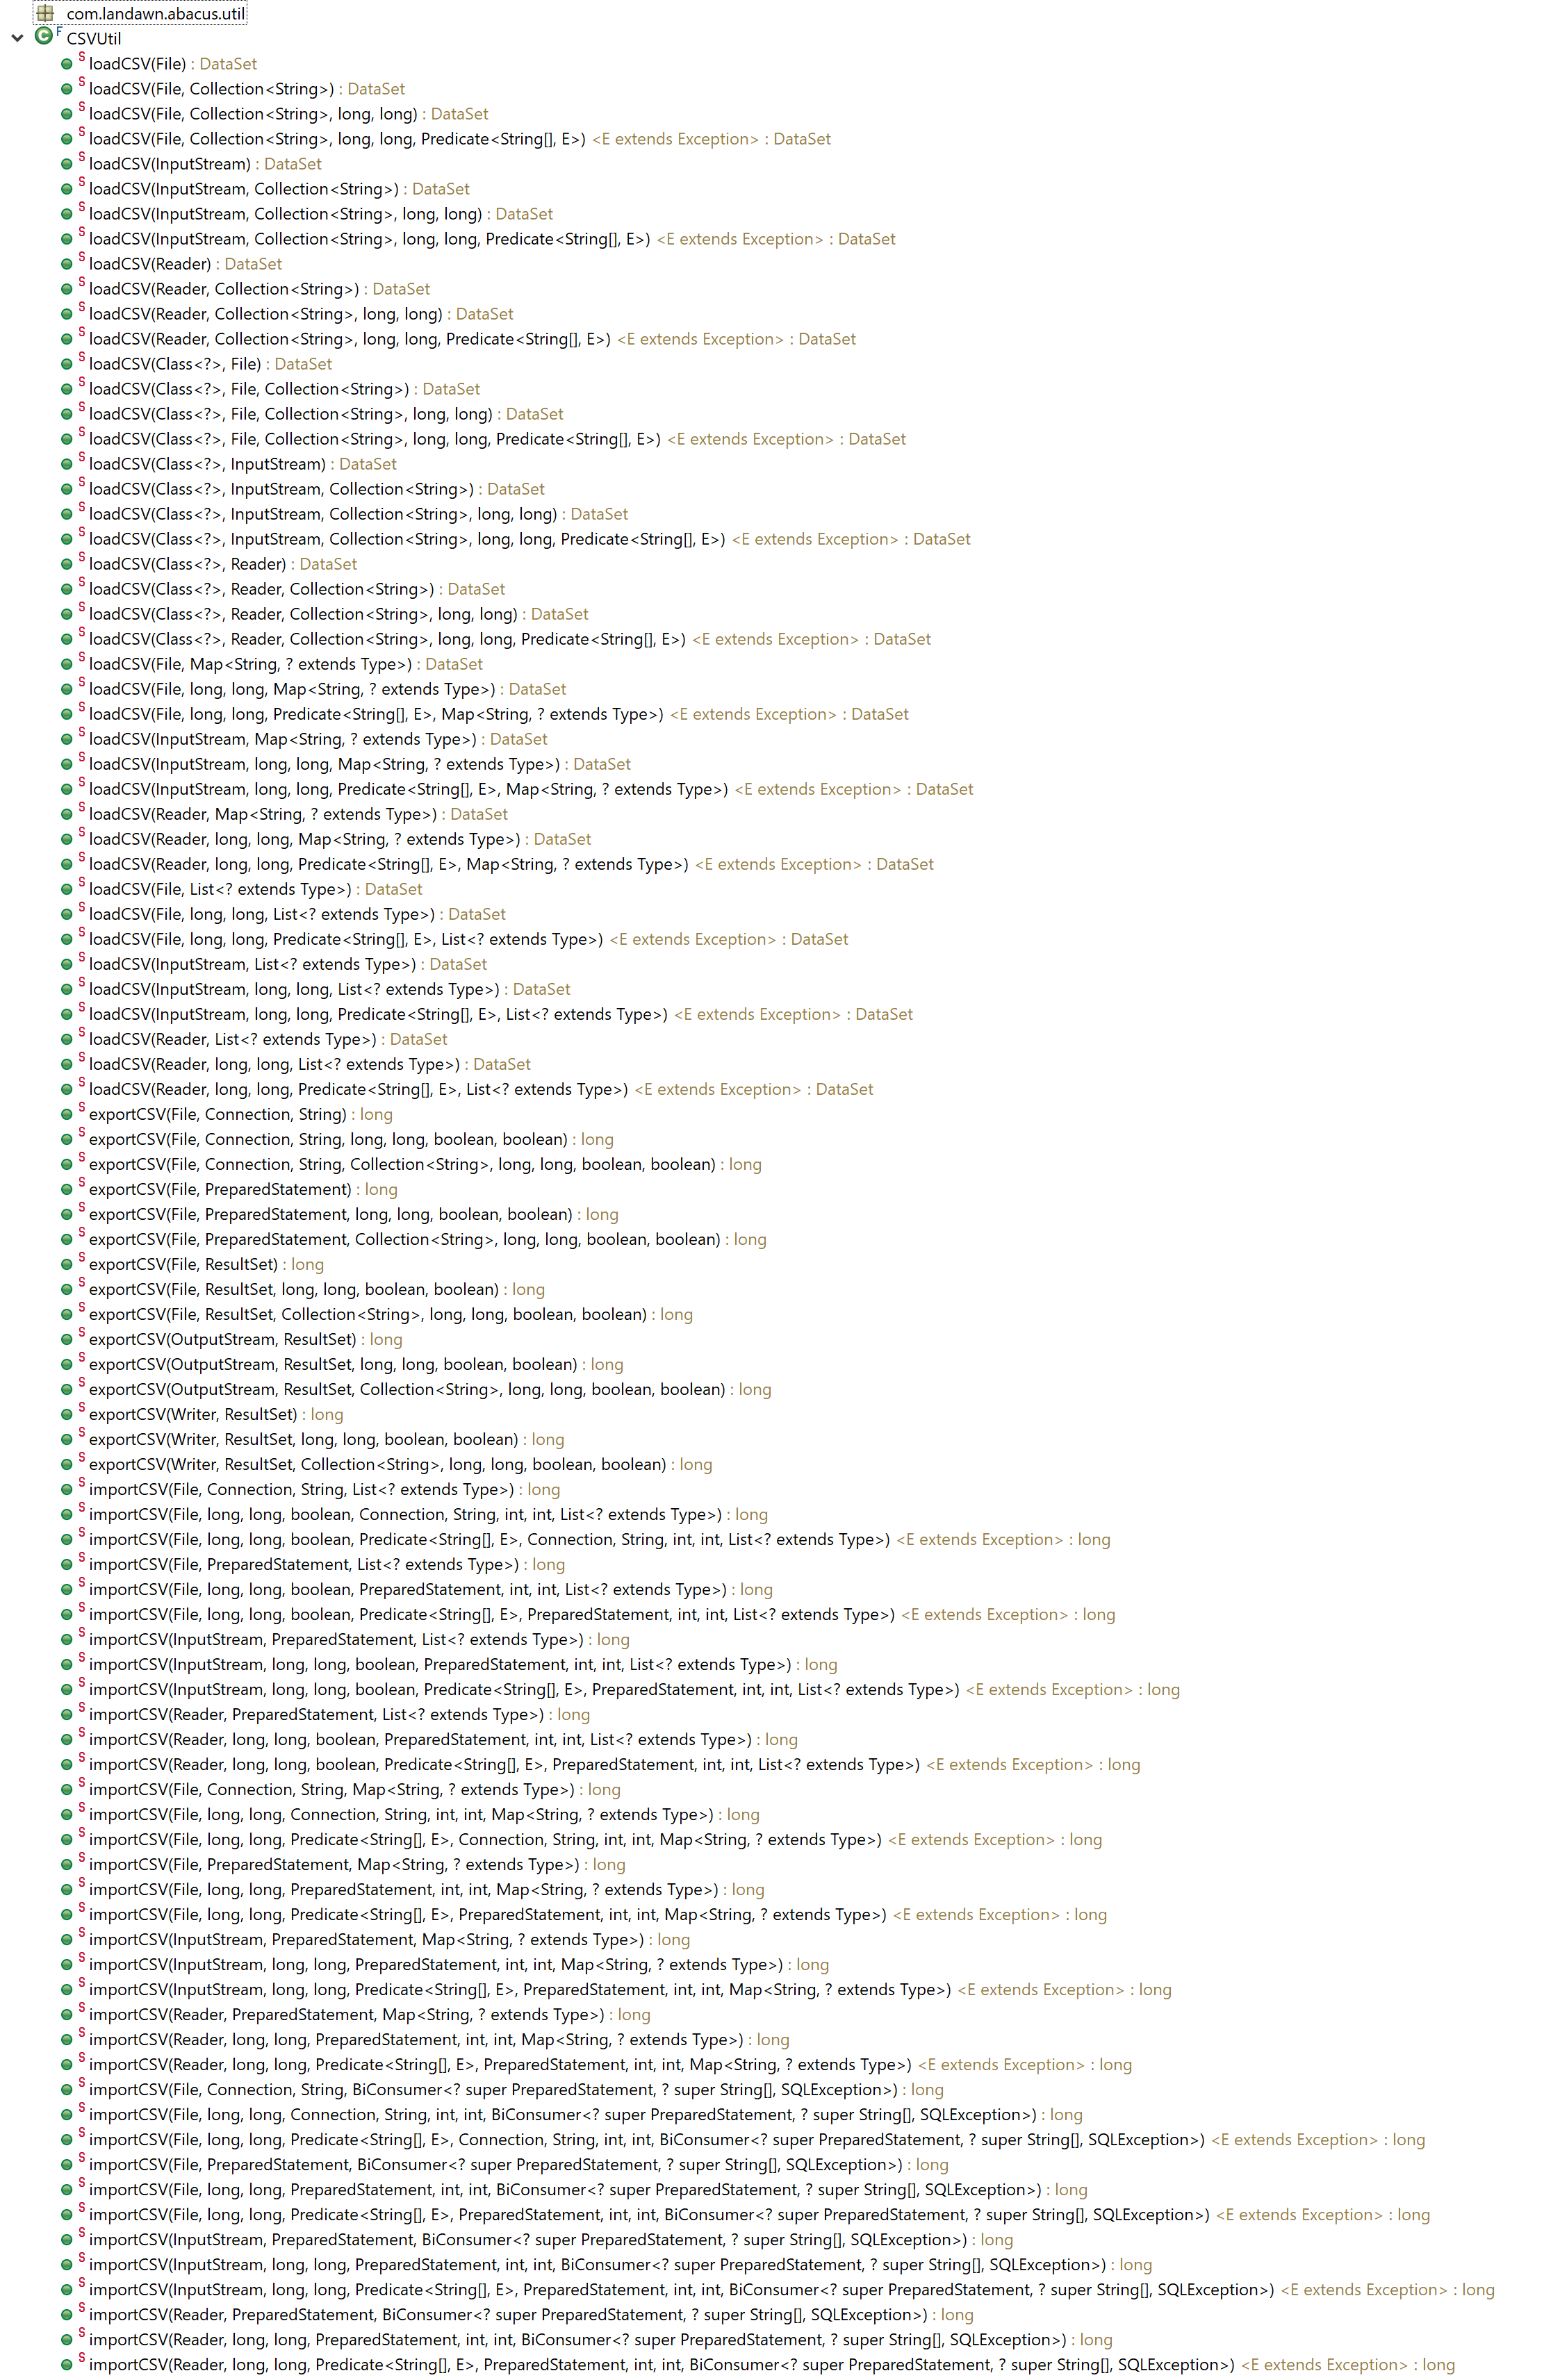 com.landawn.abacus.util
CSVUtil
loadCSV(File) : DataSet
loadCSV(File, Collection<String>) : DataSet
loadCSV(File, Collection<String>, long, long) : DataSet
loadCSV(File, Collection<String>, long, long, Predicate<String[], E>) <E extends Exception> : DataSet
loadCSV(InputStream) : DataSet
loadCSV(InputStream, Collection<String>) : DataSet
loadCSV(InputStream, Collection<String>, long, long) : DataSet
loadCSV(InputStream, Collection<String>, long, long, Predicate<String[], E>) <E extends Exception> : DataSet
loadCSV(Reader) : DataSet
loadCSV(Reader, Collection<String>) : DataSet
loadCSV(Reader, Collection<String>, long, long) : DataSet
loadCSV(Reader, Collection<String>, long, long, Predicate<String[], E>) <E extends Exception> : DataSet
loadCSV(Class<?>, File) : DataSet
loadCSV(Class<?>, File, Collection<String>) : DataSet
loadCSV(Class<?>, File, Collection<String>, long, long) : DataSet
loadCSV(Class<?>, File, Collection<String>, long, long, Predicate<String[], E>) <E extends Exception> : DataSet
loadCSV(Class<?>, InputStream) : DataSet
loadCSV(Class<?>, InputStream, Collection<String>) : DataSet
loadCSV(Class<?>, InputStream, Collection<String>, long, long) : DataSet
loadCSV(Class<?>, InputStream, Collection<String>, long, long, Predicate<String[], E>) <E extends Exception> : DataSet
loadCSV(Class<?>, Reader) : DataSet
loadCSV(Class<?>, Reader, Collection<String>) : DataSet
loadCSV(Class<?>, Reader, Collection<String>, long, long) : DataSet
loadCSV(Class<?>, Reader, Collection<String>, long, long, Predicate<String[], E>) <E extends Exception> : DataSet
loadCSV(File, Map<String, ? extends Type>) : DataSet
loadCSV(File, long, long, Map<String, ? extends Type>) : DataSet
loadCSV(File, long, long, Predicate<String[], E>, Map<String, ? extends Type>) <E extends Exception> : DataSet
loadCSV(InputStream, Map<String, ? extends Type>) : DataSet
loadCSV(InputStream, long, long, Map<String, ? extends Type>) : DataSet
loadCSV(InputStream, long, long, Predicate<String[], E>, Map<String, ? extends Type>) <E extends Exception> : DataSet
loadCSV(Reader, Map<String, ? extends Type>) : DataSet
loadCSV(Reader, long, long, Map<String, ? extends Type>) : DataSet
loadCSV(Reader, long, long, Predicate<String[], E>, Map<String, ? extends Type>) <E extends Exception> : DataSet
loadCSV(File, List<? extends Type>) : DataSet
loadCSV(File, long, long, List<? extends Type>) : DataSet
loadCSV(File, long, long, Predicate<String[], E>, List<? extends Type>) <E extends Exception> : DataSet
loadCSV(InputStream, List<? extends Type>) : DataSet
loadCSV(InputStream, long, long, List<? extends Type>) : DataSet
loadCSV(InputStream, long, long, Predicate<String[], E>, List<? extends Type>) <E extends Exception> : DataSet
loadCSV(Reader, List<? extends Type>) : DataSet
loadCSV(Reader, long, long, List<? extends Type>) : DataSet
loadCSV(Reader, long, long, Predicate<String[], E>, List<? extends Type>) <E extends Exception> : DataSet
exportCSV(File, Connection, String) : long
exportCSV(File, Connection, String, long, long, boolean, boolean) : long
exportCSV(File, Connection, String, Collection<String>, long, long, boolean, boolean) : long
exportCSV(File, PreparedStatement) : long
exportCSV(File, PreparedStatement, long, long, boolean, boolean) : long
exportCSV(File, PreparedStatement, Collection<String>, long, long, boolean, boolean) : long
exportCSV(File, ResultSet) : long
exportCSV(File, ResultSet, long, long, boolean, boolean) : long
exportCSV(File, ResultSet, Collection<String>, long, long, boolean, boolean) : long
exportCSV(OutputStream, ResultSet) : long
exportCSV(OutputStream, ResultSet, long, long, boolean, boolean) : long
exportCSV(OutputStream, ResultSet, Collection<String>, long, long, boolean, boolean) : long
exportCSV(Writer, ResultSet) : long
exportCSV(Writer, ResultSet, long, long, boolean, boolean) : long
exportCSV(Writer, ResultSet, Collection<String>, long, long, boolean, boolean) : long
importCSV(File, Connection, String, List<? extends Type>) : long
importCSV(File, long, long, boolean, Connection, String, int, int, List<? extends Type>) : long
importCSV(File, long, long, boolean, Predicate<String[], E>, Connection, String, int, int, List<? extends Type>) <E extends Exception> : long
importCSV(File, PreparedStatement, List<? extends Type>) : long
importCSV(File, long, long, boolean, PreparedStatement, int, int, List<? extends Type>) : long
importCSV(File, long, long, boolean, Predicate<String[], E>, PreparedStatement, int, int, List<? extends Type>) <E extends Exception> : long
importCSV(InputStream, PreparedStatement, List<? extends Type>) : long
importCSV(InputStream, long, long, boolean, PreparedStatement, int, int, List<? extends Type>) : long
importCSV(InputStream, long, long, boolean, Predicate<String[], E>, PreparedStatement, int, int, List<? extends Type>) <E extends Exception> : long
importCSV(Reader, PreparedStatement, List<? extends Type>) : long
importCSV(Reader, long, long, boolean, PreparedStatement, int, int, List<? extends Type>) : long
importCSV(Reader, long, long, boolean, Predicate<String[], E>, PreparedStatement, int, int, List<? extends Type>) <E extends Exception> : long
importCSV(File, Connection, String, Map<String, ? extends Type>) : long
importCSV(File, long, long, Connection, String, int, int, Map<String, ? extends Type>) : long
importCSV(File, long, long, Predicate<String[], E>, Connection, String, int, int, Map<String, ? extends Type>) <E extends Exception> : long
importCSV(File, PreparedStatement, Map<String, ? extends Type>) : long
importCSV(File, long, long, PreparedStatement, int, int, Map<String, ? extends Type>) : long
importCSV(File, long, long, Predicate<String[], E>, PreparedStatement, int, int, Map<String, ? extends Type>) <E extends Exception> : long
importCSV(InputStream, PreparedStatement, Map<String, ? extends Type>) : long
importCSV(InputStream, long, long, PreparedStatement, int, int, Map<String, ? extends Type>) : long
importCSV(InputStream, long, long, Predicate<String[], E>, PreparedStatement, int, int, Map<String, ? extends Type>) <E extends Exception> : long
importCSV(Reader, PreparedStatement, Map<String, ? extends Type>) : long
importCSV(Reader, long, long, PreparedStatement, int, int, Map<String, ? extends Type>) : long
importCSV(Reader, long, long, Predicate<String[], E>, PreparedStatement, int, int, Map<String, ? extends Type>) <E extends Exception> : long
importCSV(File, Connection, String, BiConsumer<? super PreparedStatement, ? super String[], SQLException>) : long
importCSV(File, long, long, Connection, String, int, int, BiConsumer<? super PreparedStatement, ? super String[], SQLException>) : long
importCSV(File, long, long, Predicate<String[], E>, Connection, String, int, int, BiConsumer<? super PreparedStatement, ? super String[], SQLException>) <E extends Exception> : long
importCSV(File, PreparedStatement, BiConsumer<? super PreparedStatement, ? super String[], SQLException>) : long
importCSV(File, long, long, PreparedStatement, int, int, BiConsumer<? super PreparedStatement, ? super String[], SQLException>) : long
importCSV(File, long, long, Predicate<String[], E>, PreparedStatement, int, int, BiConsumer<? super PreparedStatement, ? super String[], SQLException>) <E extends Exception> : long
importCSV(InputStream, PreparedStatement, BiConsumer<? super PreparedStatement, ? super String[], SQLException>) : long
importCSV(InputStream, long, long, PreparedStatement, int, int, BiConsumer<? super PreparedStatement, ? super String[], SQLException>) : long
importCSV(InputStream, long, long, Predicate<String[], E>, PreparedStatement, int, int, BiConsumer<? super PreparedStatement, ? super String[], SQLException>) <E extends Exception> : long
importCSV(Reader, PreparedStatement, BiConsumer<? super PreparedStatement, ? super String[], SQLException>) : long
importCSV(Reader, long, long, PreparedStatement, int, int, BiConsumer<? super PreparedStatement, ? super String[], SQLException>) : long
importCSV(Reader, long, long, Predicate<String[], E>, PreparedStatement, int, int, BiConsumer<? super PreparedStatement, ? super String[], SQLException>) <E extends Exception> : long